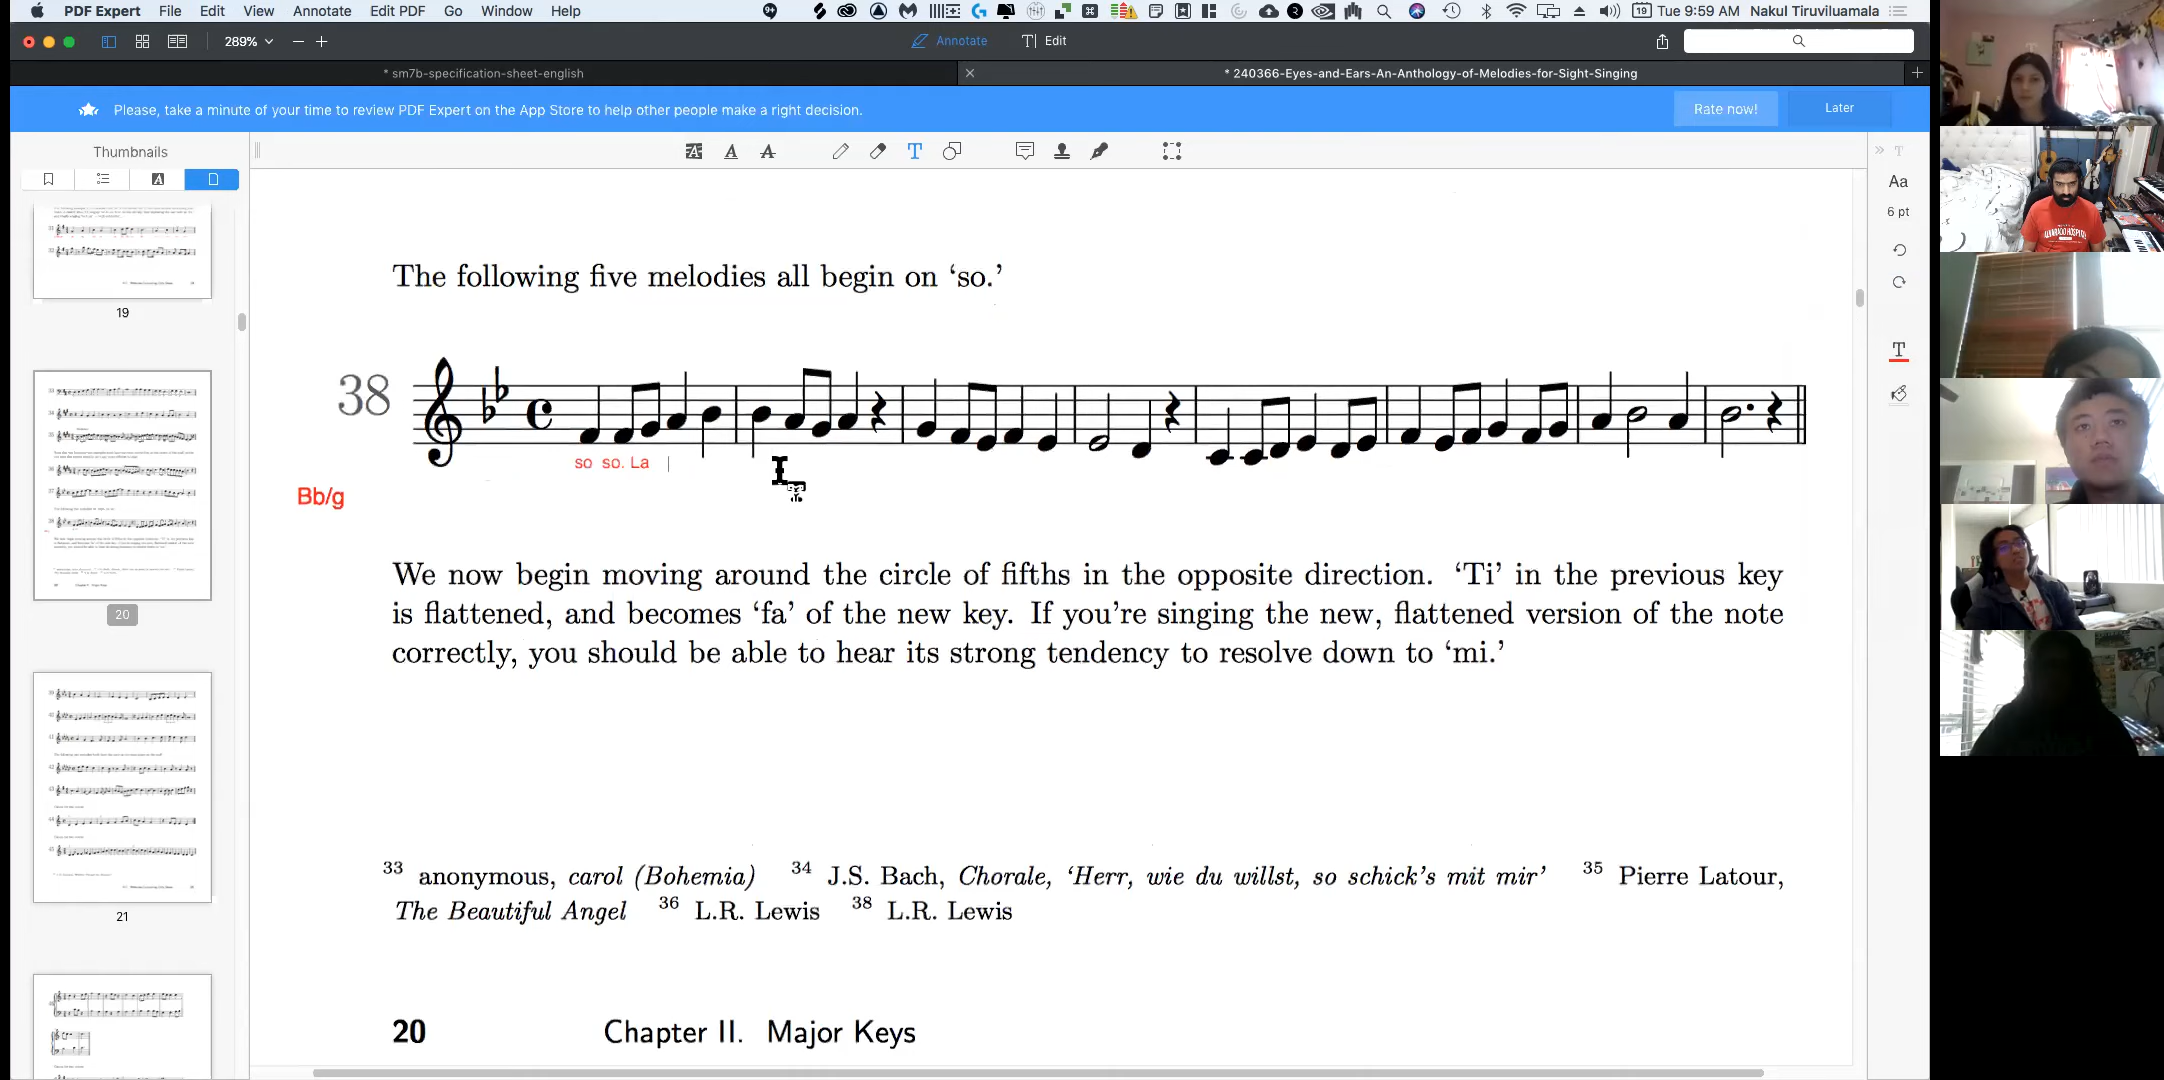 PDF Expert File Edit View Annotate Edit PDF Go Window Help
Tue 9:59 AM Nakul Tiruviluamala
289% Annotate Edit
* sm7b-specification-sheet-english
* 240366-Eyes-and-Ears-An-Anthology-of-Melodies-for-Sight-Singing
Please, take a minute of your time to review PDF Expert on the App Store to help other people make a right decision.
Rate now! Later
Thumbnails
Aa
6 pt
19
20
21
The following five melodies all begin on ‘so.’
38
so so. La
Bb/g
We now begin moving around the circle of fifths in the opposite direction. ‘Ti’ in the previous key
is flattened, and becomes ‘fa’ of the new key. If you’re singing the new, flattened version of the note
correctly, you should be able to hear its strong tendency to resolve down to ‘mi.’
33 anonymous, carol (Bohemia) 34 J.S. Bach, Chorale, ‘Herr, wie du willst, so schick’s mit mir’ 35 Pierre Latour,
The Beautiful Angel 36 L.R. Lewis 38 L.R. Lewis
20 Chapter II. Major Keys